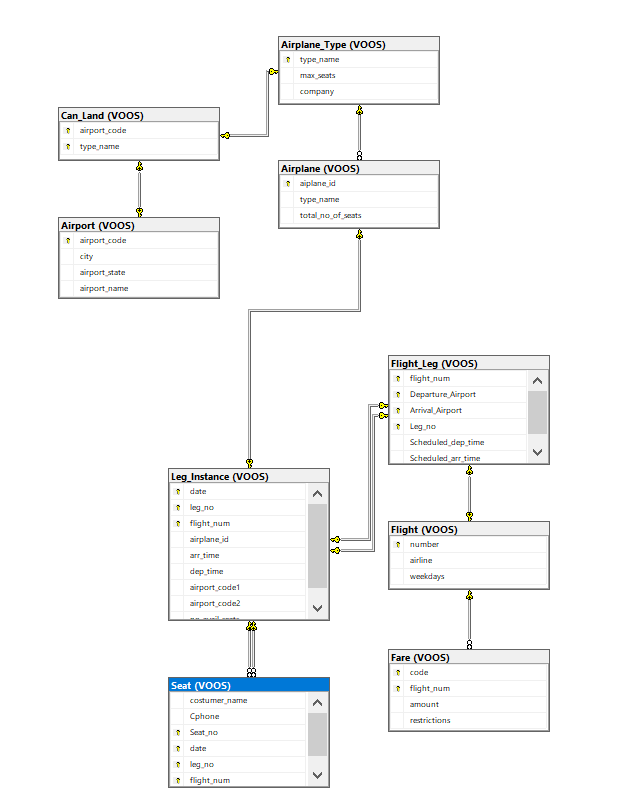 Airplane_Type (VOOS)
type_name
max_seats
company
Can_Land (VOOS)
airport_code
type_name
Airplane (VOOS)
aiplane_id
type_name
total_no_of_seats
Airport (VOOS)
airport_code
city
airport_state
airport_name
Flight_Leg (VOOS)
flight_num
Departure_Airport
Arrival_Airport
Leg_no
Scheduled_dep_time
Scheduled_arr_time
Leg_Instance (VOOS)
date
leg_no
flight_num
airplane_id
arr_time
dep_time
airport_code1
airport_code2
Flight (VOOS)
number
airline
weekdays
Fare (VOOS)
code
flight_num
amount
restrictions
Seat (VOOS)
costumer_name
Cphone
Seat_no
date
leg_no
flight_num